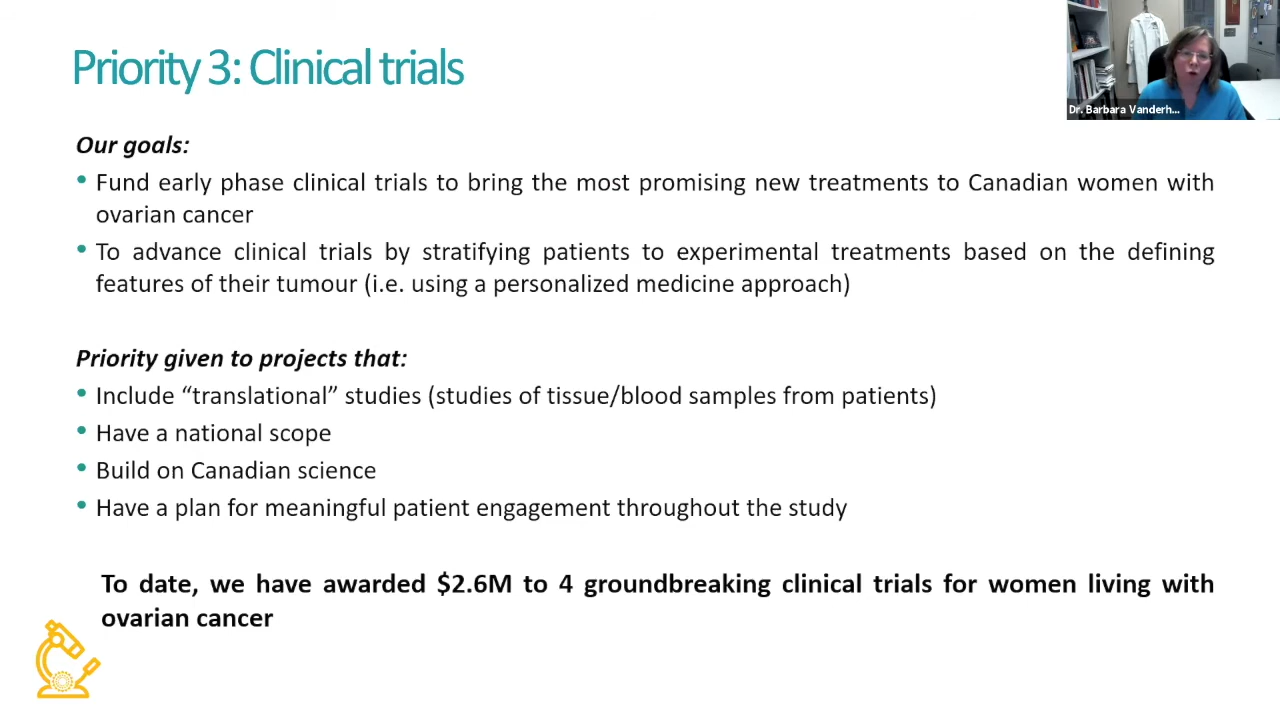 Priority 3: Clinical trials
Dr. Barbara Vanderh...
Our goals:
• Fund early phase clinical trials to bring the most promising new treatments to Canadian women with
ovarian cancer
• To advance clinical trials by stratifying patients to experimental treatments based on the defining
features of their tumour (i.e. using a personalized medicine approach)
Priority given to projects that:
• Include “translational” studies (studies of tissue/blood samples from patients)
• Have a national scope
• Build on Canadian science
• Have a plan for meaningful patient engagement throughout the study
To date, we have awarded $2.6M to 4 groundbreaking clinical trials for women living with
ovarian cancer